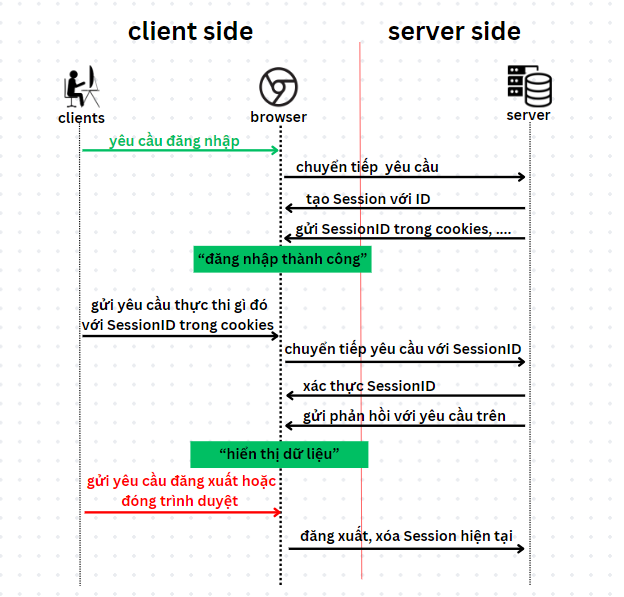 client side
server side
clients
browser
server
yêu cầu đăng nhập
chuyển tiếp yêu cầu
tạo Session với ID
gửi SessionID trong cookies, ....
“đăng nhập thành công”
gửi yêu cầu thực thi gì đó
với SessionID trong cookies
chuyển tiếp yêu cầu với SessionID
xác thực SessionID
gửi phản hồi với yêu cầu trên
“hiển thị dữ liệu”
gửi yêu cầu đăng xuất hoặc
đóng trình duyệt
đăng xuất, xóa Session hiện tại